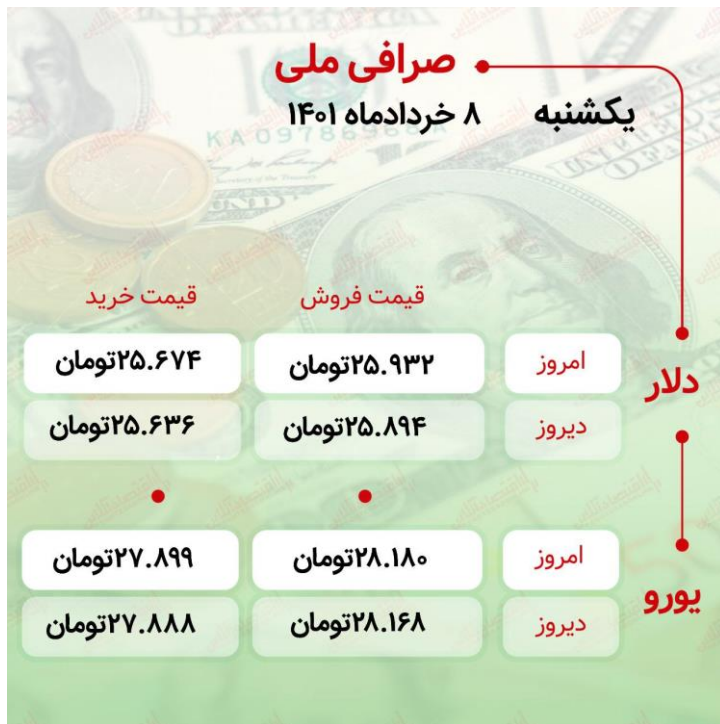 صرافی ملی
یکشنبه ۸ خردادماه ۱۴۰۱
KA09786968A
قیمت فروش قیمت خرید
دلار
امروز ۲۵.۹۳۲تومان ۲۵.۶۷۴تومان
دیروز ۲۵.۸۹۴تومان ۲۵.۶۳۶تومان
یورو
امروز ۲۸.۱۸۰تومان ۲۷.۸۹۹تومان
دیروز ۲۸.۱۶۸تومان ۲۷.۸۸۸تومان